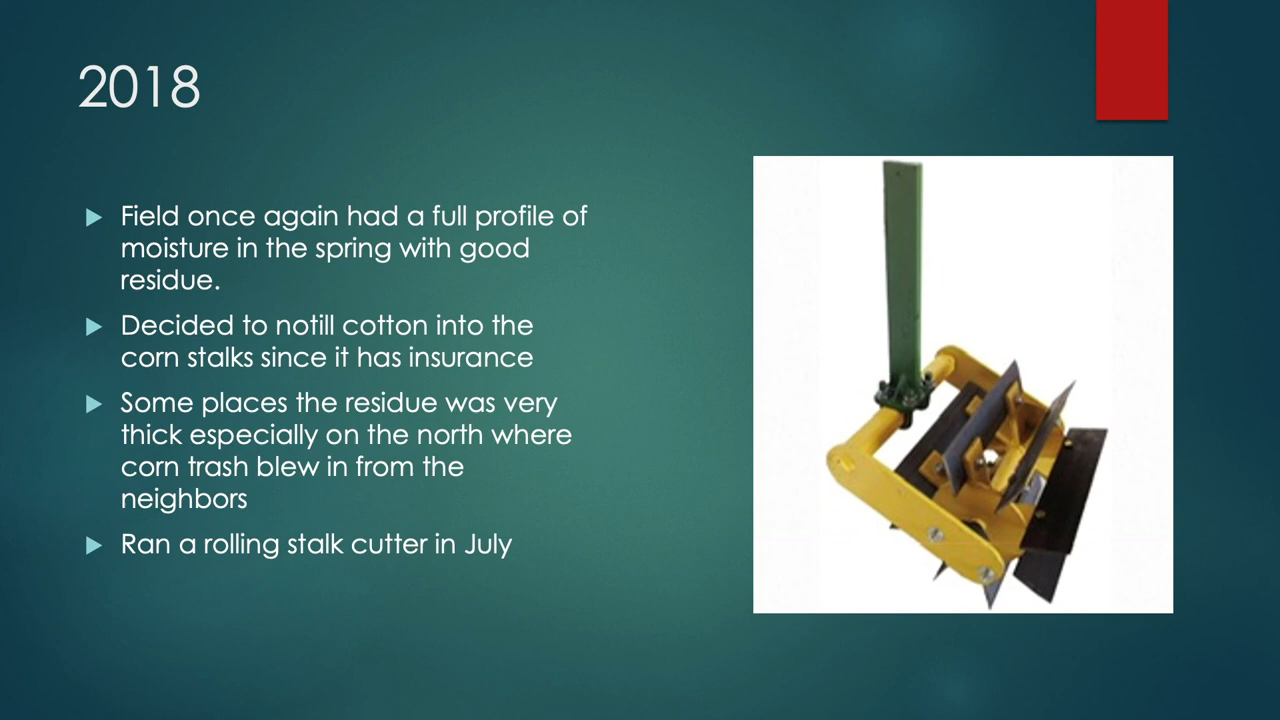 2018
Field once again had a full profile of
moisture in the spring with good
residue.
Decided to notill cotton into the
corn stalks since it has insurance
Some places the residue was very
thick especially on the north where
corn trash blew in from the
neighbors
Ran a rolling stalk cutter in July